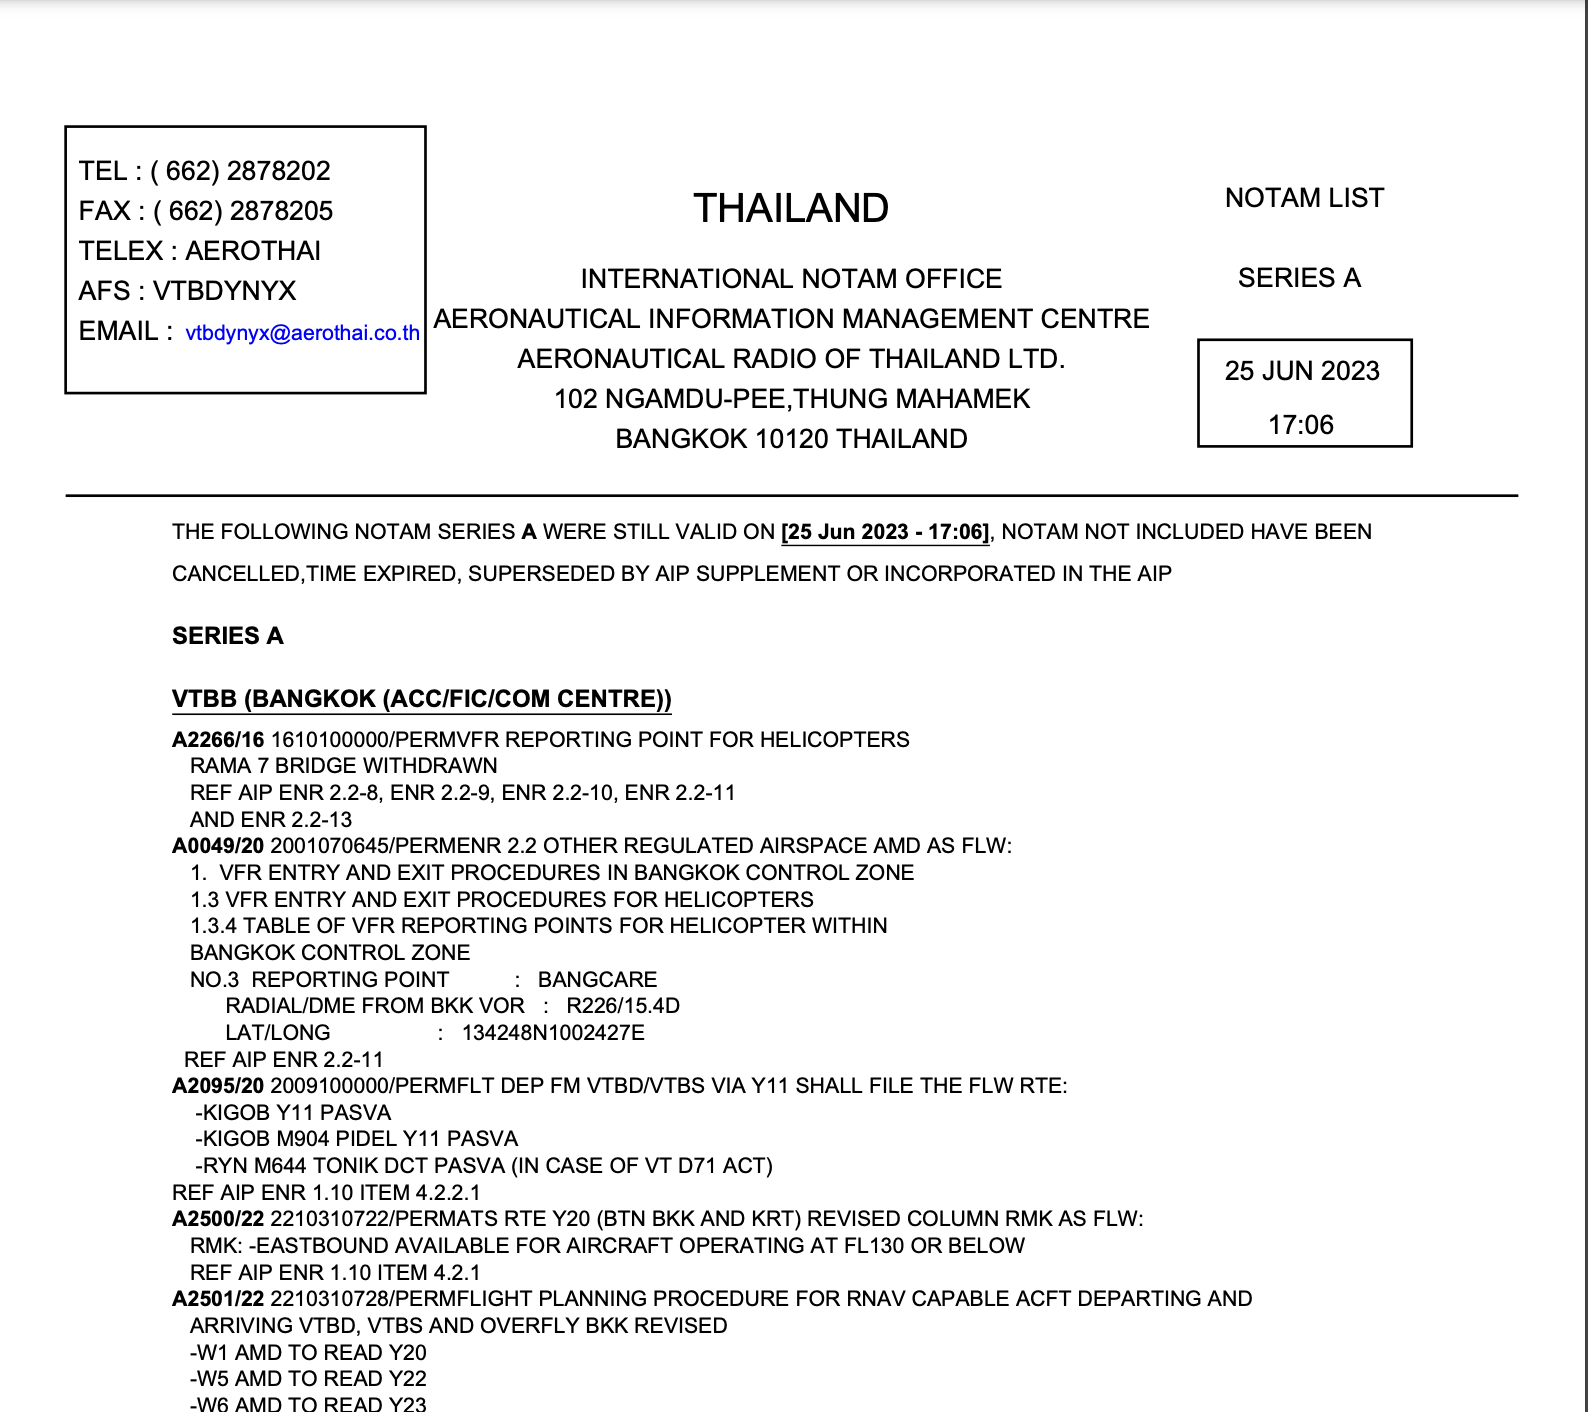 TEL : ( 662) 2878202
FAX : ( 662) 2878205
TELEX : AEROTHAI
AFS : VTBDYNYX
EMAIL : vtbdynyx@aerothai.co.th
THAILAND
INTERNATIONAL NOTAM OFFICE
AERONAUTICAL INFORMATION MANAGEMENT CENTRE
AERONAUTICAL RADIO OF THAILAND LTD.
102 NGAMDU-PEE,THUNG MAHAMEK
BANGKOK 10120 THAILAND
NOTAM LIST
SERIES A
25 JUN 2023
17:06
THE FOLLOWING NOTAM SERIES A WERE STILL VALID ON [25 Jun 2023 - 17:06], NOTAM NOT INCLUDED HAVE BEEN
CANCELLED,TIME EXPIRED, SUPERSEDED BY AIP SUPPLEMENT OR INCORPORATED IN THE AIP
SERIES A
VTBB (BANGKOK (ACC/FIC/COM CENTRE))
A2266/16 1610100000/PERMVFR REPORTING POINT FOR HELICOPTERS
RAMA 7 BRIDGE WITHDRAWN
REF AIP ENR 2.2-8, ENR 2.2-9, ENR 2.2-10, ENR 2.2-11
AND ENR 2.2-13
A0049/20 2001070645/PERMENR 2.2 OTHER REGULATED AIRSPACE AMD AS FLW:
1. VFR ENTRY AND EXIT PROCEDURES IN BANGKOK CONTROL ZONE
1.3 VFR ENTRY AND EXIT PROCEDURES FOR HELICOPTERS
1.3.4 TABLE OF VFR REPORTING POINTS FOR HELICOPTER WITHIN
BANGKOK CONTROL ZONE
NO.3 REPORTING POINT : BANGCARE
RADIAL/DME FROM BKK VOR : R226/15.4D
LAT/LONG : 134248N1002427E
REF AIP ENR 2.2-11
A2095/20 2009100000/PERMFLT DEP FM VTBD/VTBS VIA Y11 SHALL FILE THE FLW RTE:
-KIGOB Y11 PASVA
-KIGOB M904 PIDEL Y11 PASVA
-RYN M644 TONIK DCT PASVA (IN CASE OF VT D71 ACT)
REF AIP ENR 1.10 ITEM 4.2.2.1
A2500/22 2210310722/PERMATS RTE Y20 (BTN BKK AND KRT) REVISED COLUMN RMK AS FLW:
RMK: -EASTBOUND AVAILABLE FOR AIRCRAFT OPERATING AT FL130 OR BELOW
REF AIP ENR 1.10 ITEM 4.2.1
A2501/22 2210310728/PERMFLIGHT PLANNING PROCEDURE FOR RNAV CAPABLE ACFT DEPARTING AND
ARRIVING VTBD, VTBS AND OVERFLY BKK REVISED
-W1 AMD TO READ Y20
-W5 AMD TO READ Y22
-W6 AMD TO READ Y23